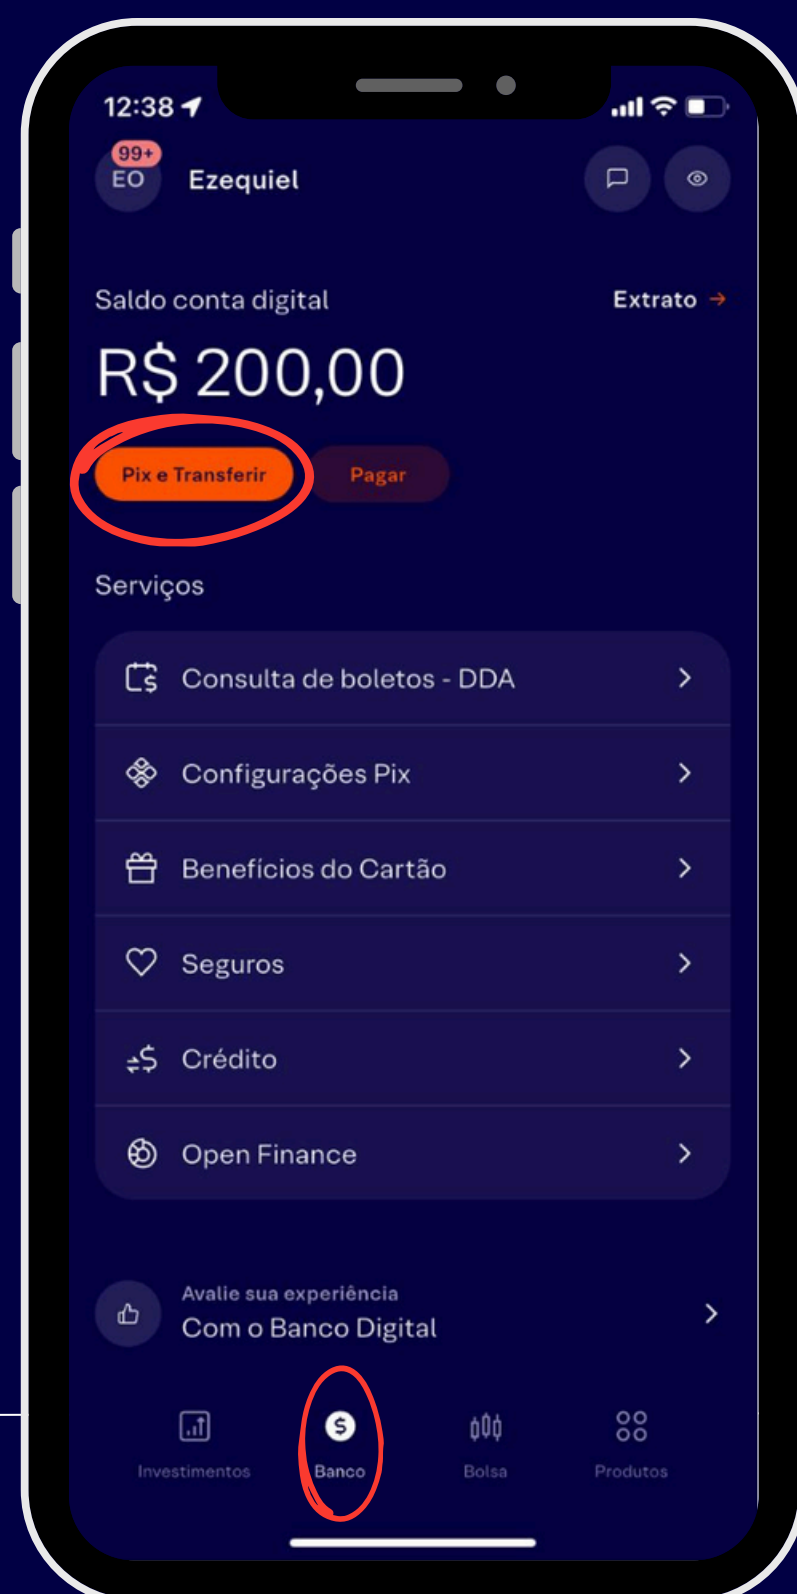 12:38
99+
EO
Ezequiel
Saldo conta digital
Extrato →
R$ 200,00
Pix e Transferir
Pagar
Serviços
Consulta de boletos - DDA
Configurações Pix
Benefícios do Cartão
Seguros
Crédito
Open Finance
Avalie sua experiência
Com o Banco Digital
Investimentos
Banco
Bolsa
Produtos